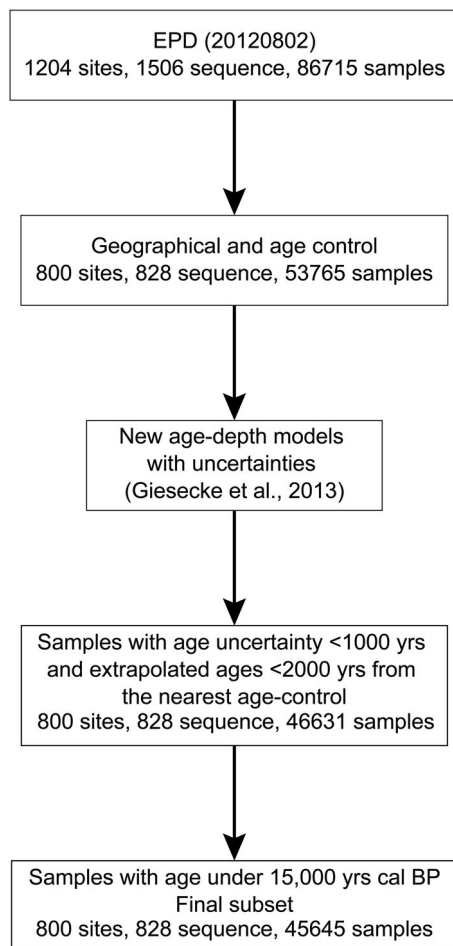 EPD (20120802)
1204 sites, 1506 sequence, 86715 samples
Geographical and age control
800 sites, 828 sequence, 53765 samples
New age-depth models
with uncertainties
(Giesecke et al., 2013)
Samples with age uncertainty <1000 yrs
and extrapolated ages <2000 yrs from
the nearest age-control
800 sites, 828 sequence, 46631 samples
Samples with age under 15,000 yrs cal BP
Final subset
800 sites, 828 sequence, 45645 samples